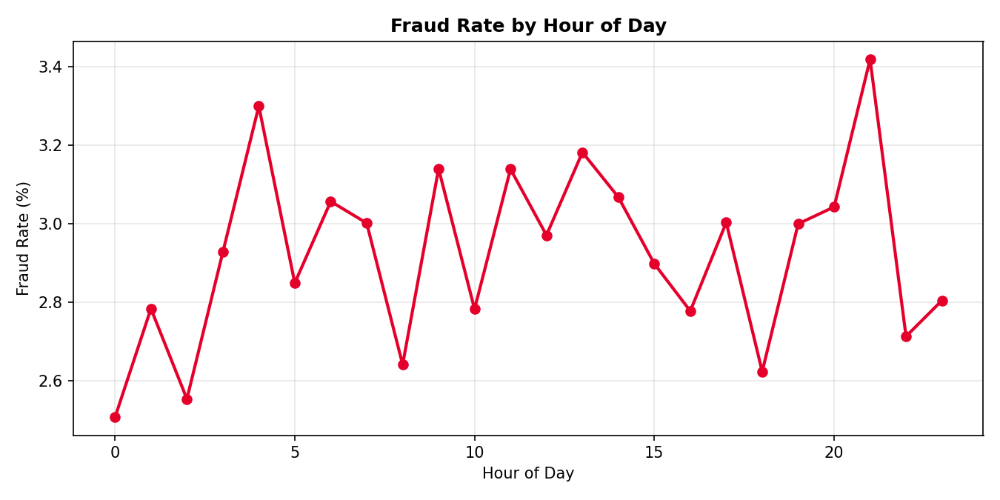 Fraud Rate by Hour of Day
Fraud Rate (%)
3.4
3.2
3.0
2.8
2.6
0 5 10 15 20
Hour of Day